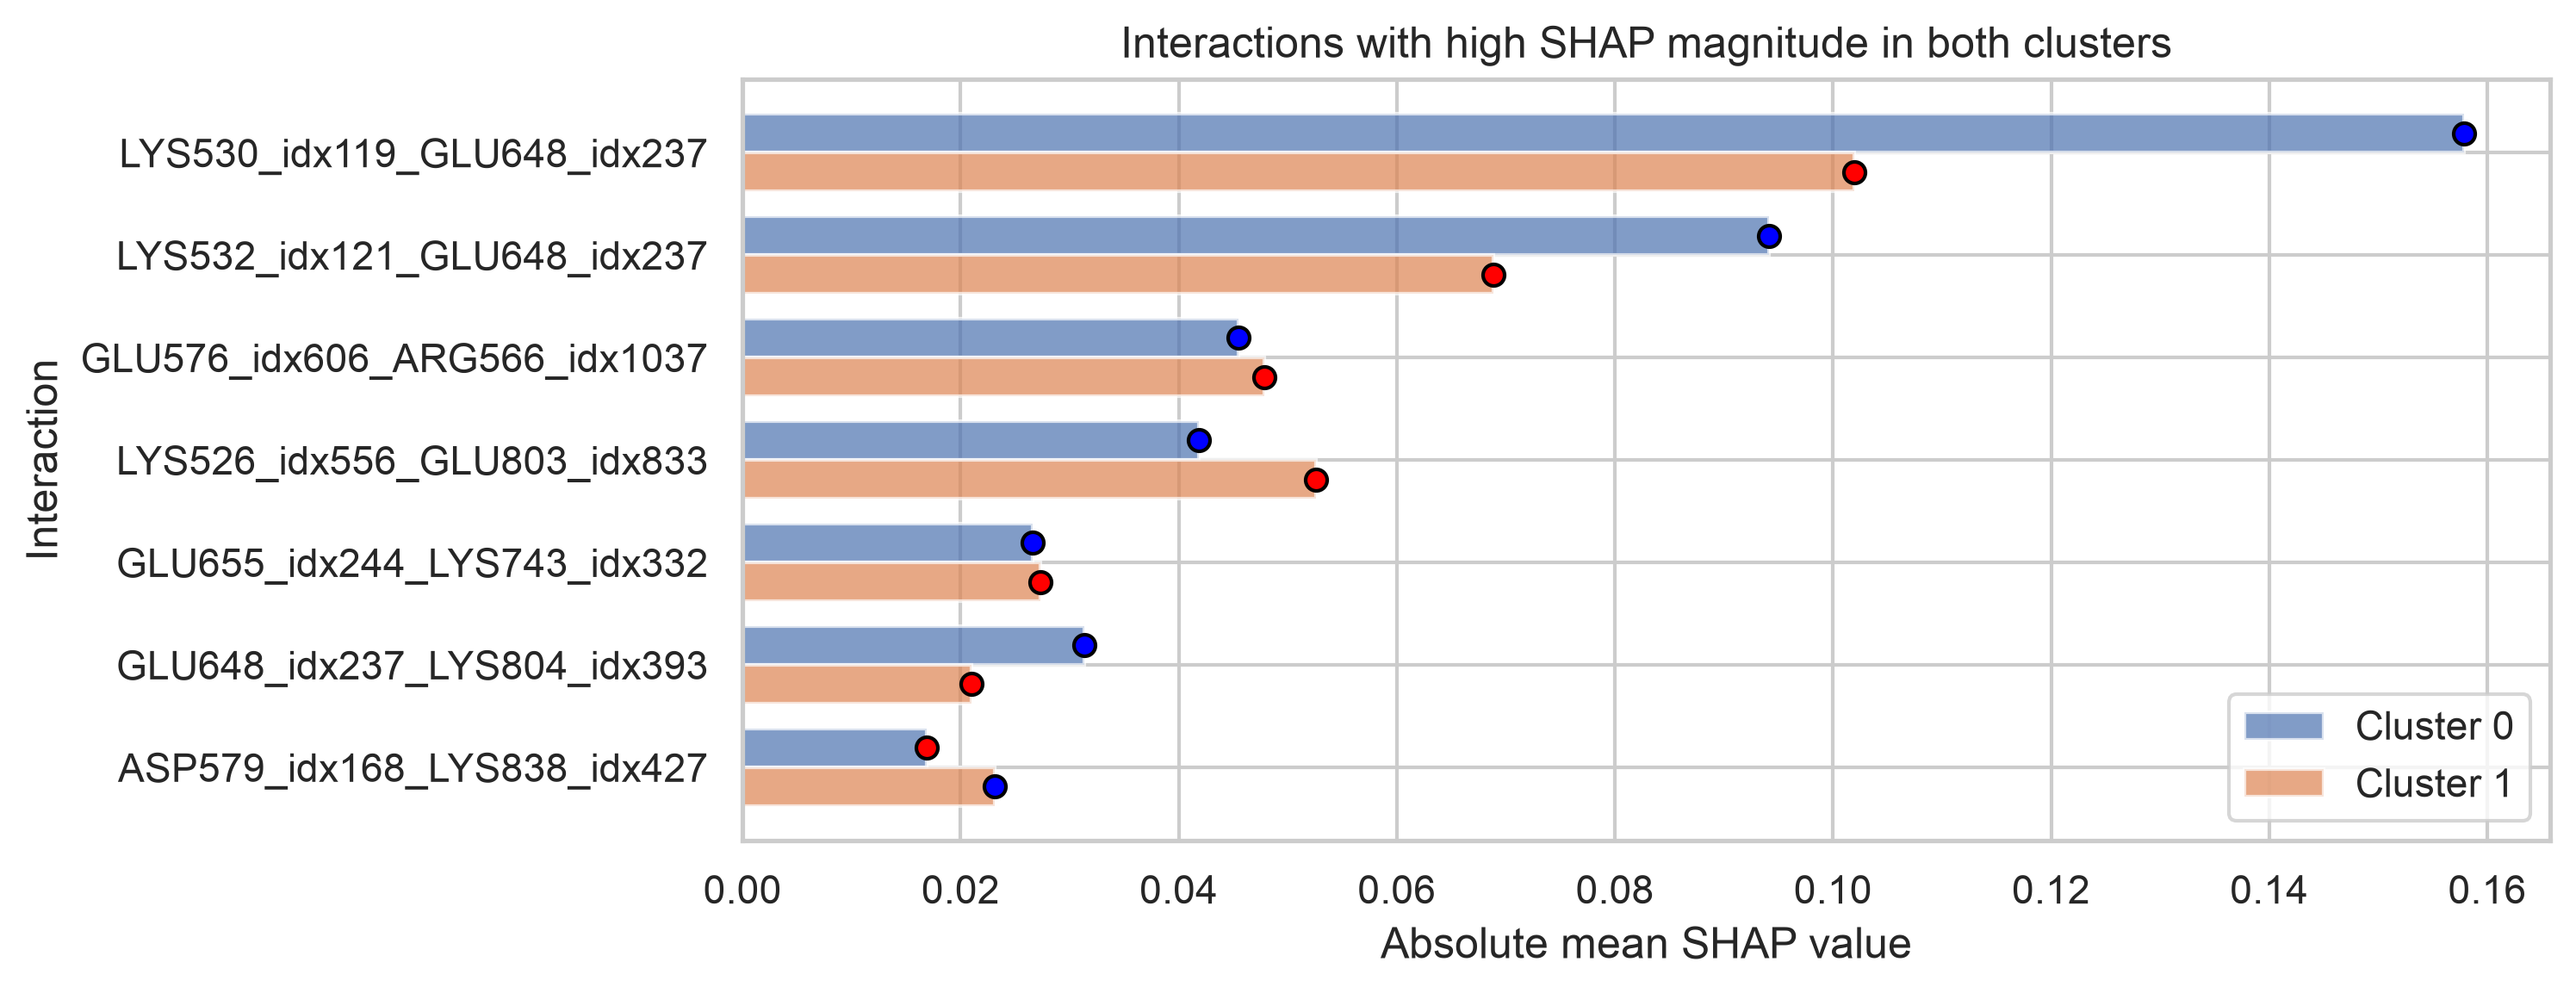 Interactions with high SHAP magnitude in both clusters
Interaction
LYS530_idx119_GLU648_idx237
LYS532_idx121_GLU648_idx237
GLU576_idx606_ARG566_idx1037
LYS526_idx556_GLU803_idx833
GLU655_idx244_LYS743_idx332
GLU648_idx237_LYS804_idx393
ASP579_idx168_LYS838_idx427
Cluster 0
Cluster 1
0.00 0.02 0.04 0.06 0.08 0.10 0.12 0.14 0.16
Absolute mean SHAP value